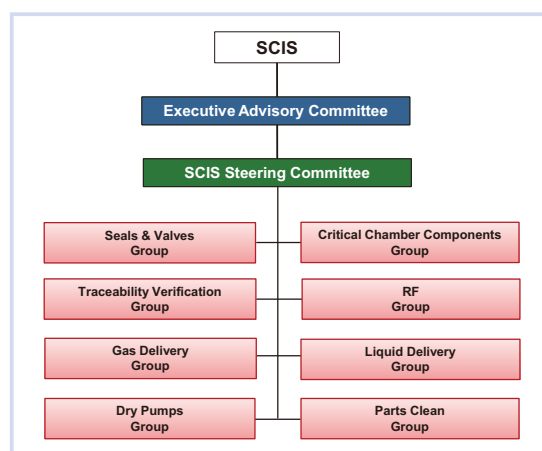 SCIS
Executive Advisory Committee
SCIS Steering Committee
Seals & Valves
Group
Critical Chamber Components
Group
Traceability Verification
Group
RF
Group
Gas Delivery
Group
Liquid Delivery
Group
Dry Pumps
Group
Parts Clean
Group